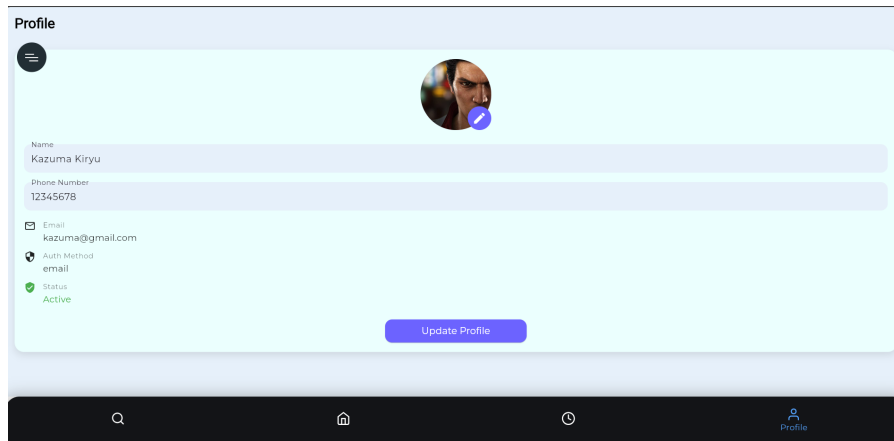 Profile
Name
Kazuma Kiryu
Phone Number
12345678
Email
kazuma@gmail.com
Auth Method
email
Status
Active
Update Profile
Profile